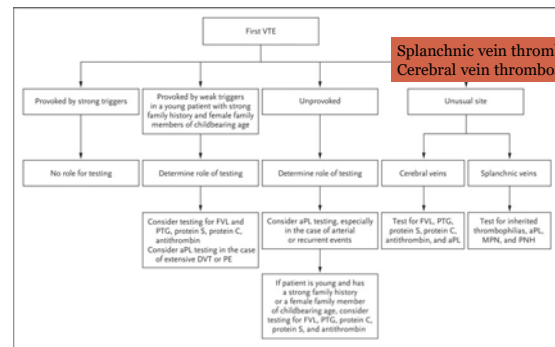 First VTE
Splanchnic vein
Cerebral vein
Provoked by strong triggers
Provoked by weak triggers
in a young patient with strong
family history and female family
members of childbearing age
Unprovoked
Unusual site
No role for testing
Determine role of testing
Determine role of testing
Cerebral veins
Splanchnic veins
Consider testing for FVL and
PTG, protein S, protein C,
antithrombin
Consider aPL testing in the case
of extensive DVT or PE
Consider aPL testing, especially
in the case of arterial
or recurrent events
Test for FVL, PTG,
protein S, protein C,
antithrombin, and aPL
Test for inherited
thrombophilias, aPL,
MPN, and PNH
If patient is young and has
a strong family history
or a female family member
of childbearing age, consider
testing for FVL, PTG, protein C,
protein S, and antithrombin